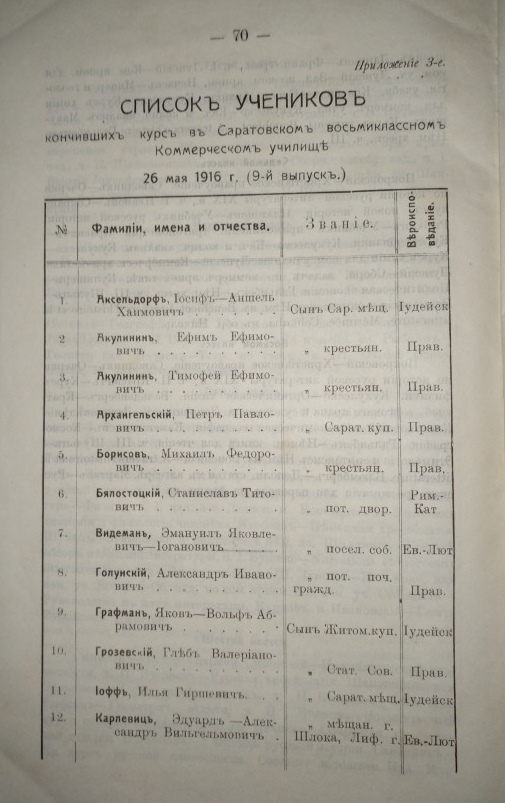 — 70 —
Приложеніе 3-е.
СПИСОКЪ УЧЕНИКОВЪ
кончившихъ курсъ въ Саратовскомъ восьмиклассномъ
Коммерческомъ училищѣ
26 мая 1916 г. (9-й выпускъ.)
№ Фамиліи, имена и отчества. Званіе. Вѣроиспо-
вѣданіе.
1. Аксельдорфъ, Іосифъ—Аншель
Хаимовичъ . . . . . Сынъ Сар. мѣщ. Іудейск
2. Акулининъ, Ефимъ Ефимо-
вичъ . . . . . . . . „ крестьян. Прав.
3. Акулининъ, Тимофей Ефимо-
вичъ . . . . . . . . „ крестьян. Прав.
4. Архангельскій, Петръ Павло-
вичъ . . . . . . . . „ Сарат. куп. Прав.
5. Борисовъ, Михаилъ Федоро-
вичъ . . . . . . . . „ крестьян. Прав,
6. Бялостоцкій, Станиславъ Тито-
вичъ . . . . . . . . „ пот. двор. Рим.-
Кат
7. Видеманъ, Эмануилъ Яковле-
вичъ—Іогановичъ . . . . „ посел. соб. Ев.-Лют
8. Голунскій, Александръ Ивано-
вичъ . . . . . . . . „ пот. поч.
гражд. Прав.
9. Графманъ, Яковъ—Вольфъ Аб-
рамовичъ . . . . . . Сынъ Житом.куп. Іудейск
10. Грозевскій, Глѣбъ Валеріано-
вичъ . . . . . . . . „ Стат. Сов. Прав.
11. Іоффъ, Илья Гиршевичъ. . . „ Сарат. мѣщ. Іудейск
12. Карлевицъ, Эдуардъ—Алек-
сандръ Вильгельмовичъ . „ мѣщан. г.
Шлока, Лиф. г. Ев.-Лют